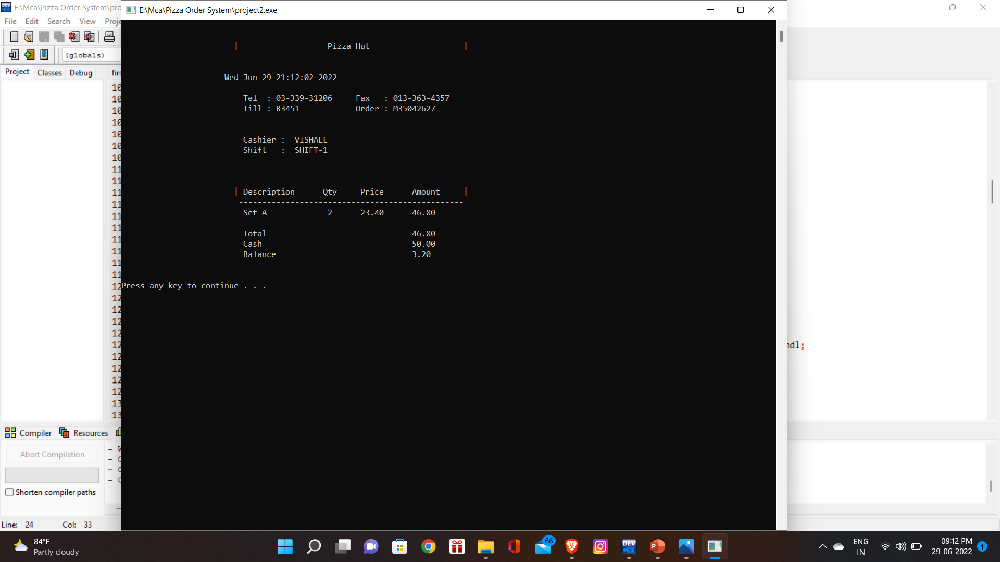 E:\Mca\Pizza Order System\pro
E:\Mca\Pizza Order System\project2.exe
File Edit Search View Proje
(globals)
Project Classes Debug firs
----------------------------------------------
| Pizza Hut |
----------------------------------------------
Wed Jun 29 21:12:02 2022
Tel : 03-339-31206 Fax : 013-363-4357
Till : R3451 Order : M35042627
Cashier : VISHALL
Shift : SHIFT-1
----------------------------------------------
| Description Qty Price Amount |
----------------------------------------------
Set A 2 23.40 46.80
Total 46.80
Cash 50.00
Balance 3.20
----------------------------------------------
Press any key to continue . . .
ndl;
Compiler Resources
Abort Compilation
Shorten compiler paths
Line: 24 Col: 33
84°F
Partly cloudy
66
DEV
C++
ENG
IN
09:12 PM
29-06-2022
1